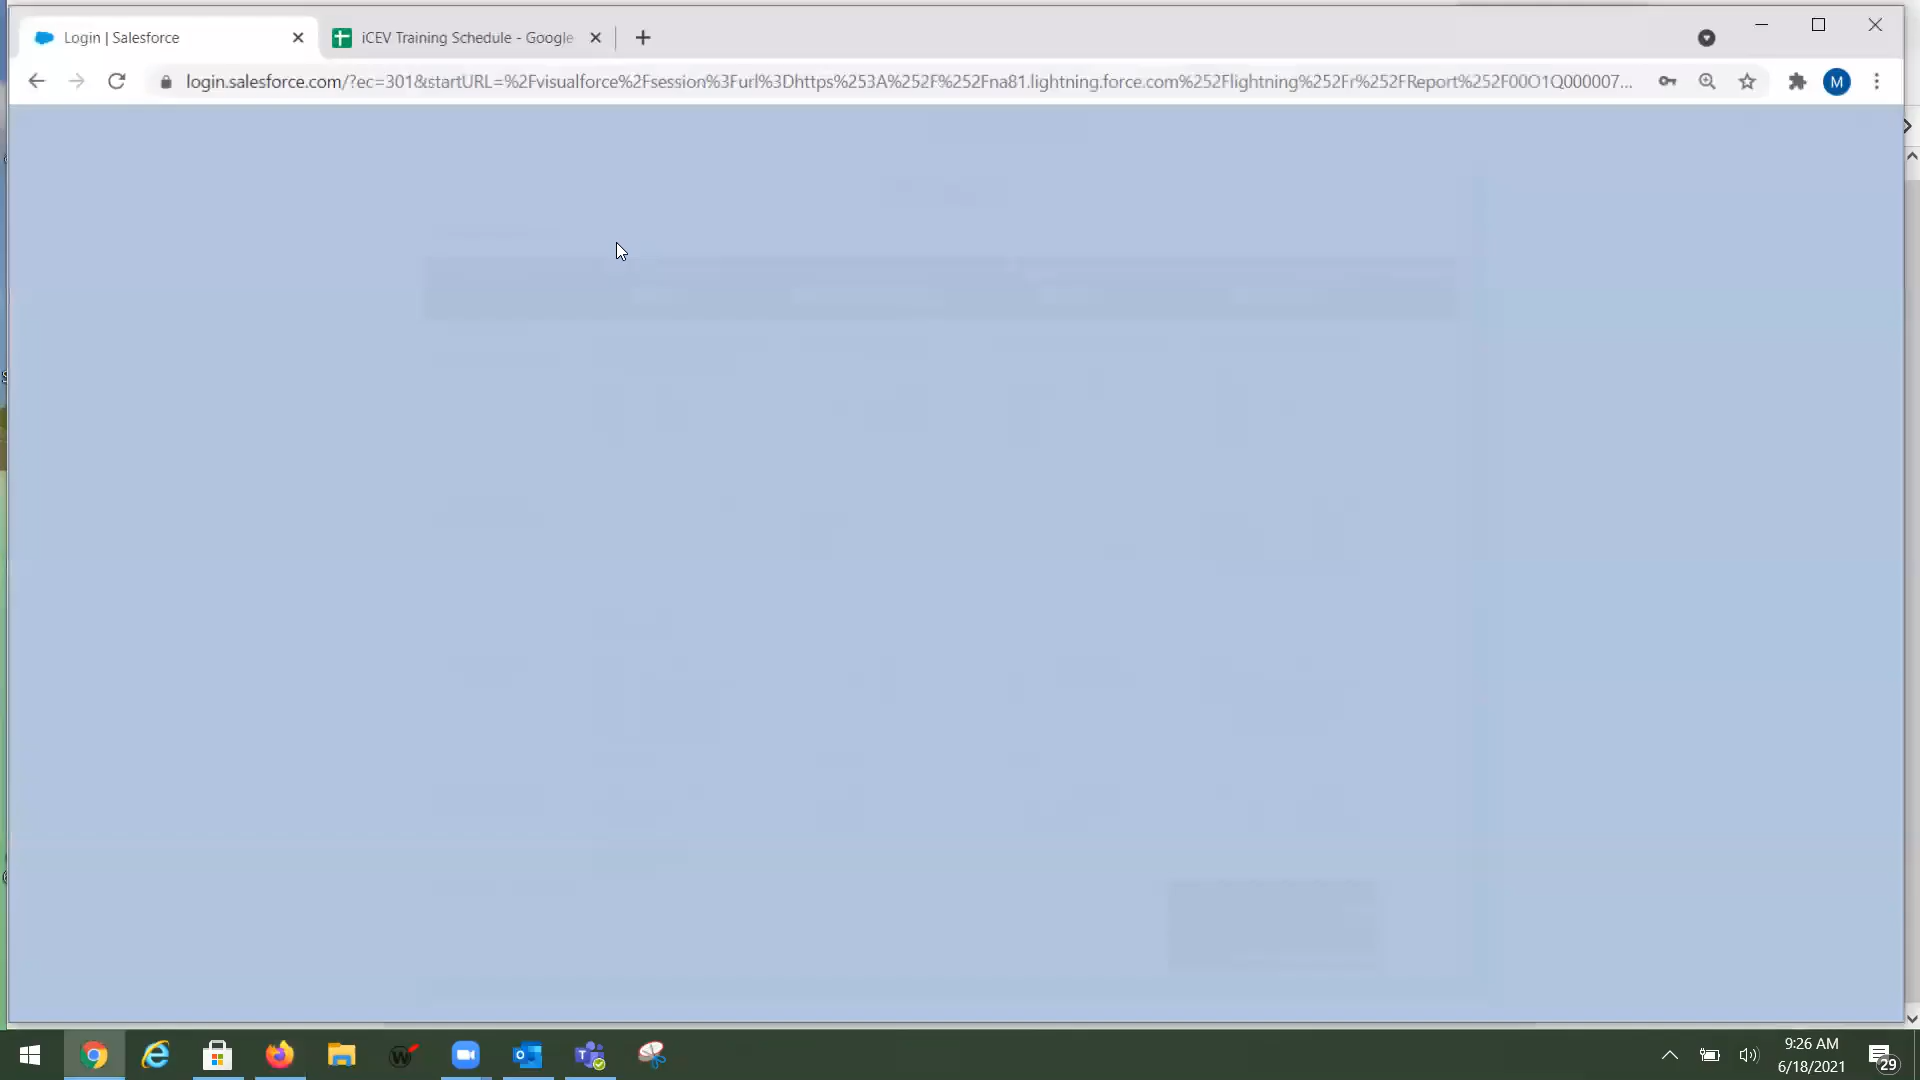 Login | Salesforce
iCEV Training Schedule - Google
login.salesforce.com/?ec=301&startURL=%2Fvisualforce%2Fsession%3Furl%3Dhttps%253A%252F%252Fna81.lightning.force.com%252Flightning%252Fr%252FReport%252F00O1Q000007...
M
W
T
9:26 AM
6/18/2021
29